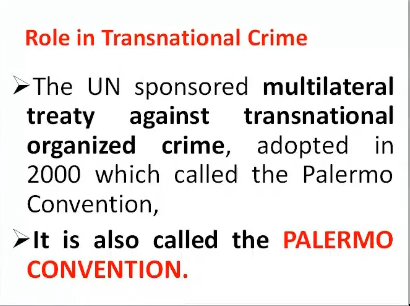 Role in Transnational Crime
➢The UN sponsored multilateral
treaty against transnational
organized crime, adopted in
2000 which called the Palermo
Convention,
➢It is also called the PALERMO
CONVENTION.